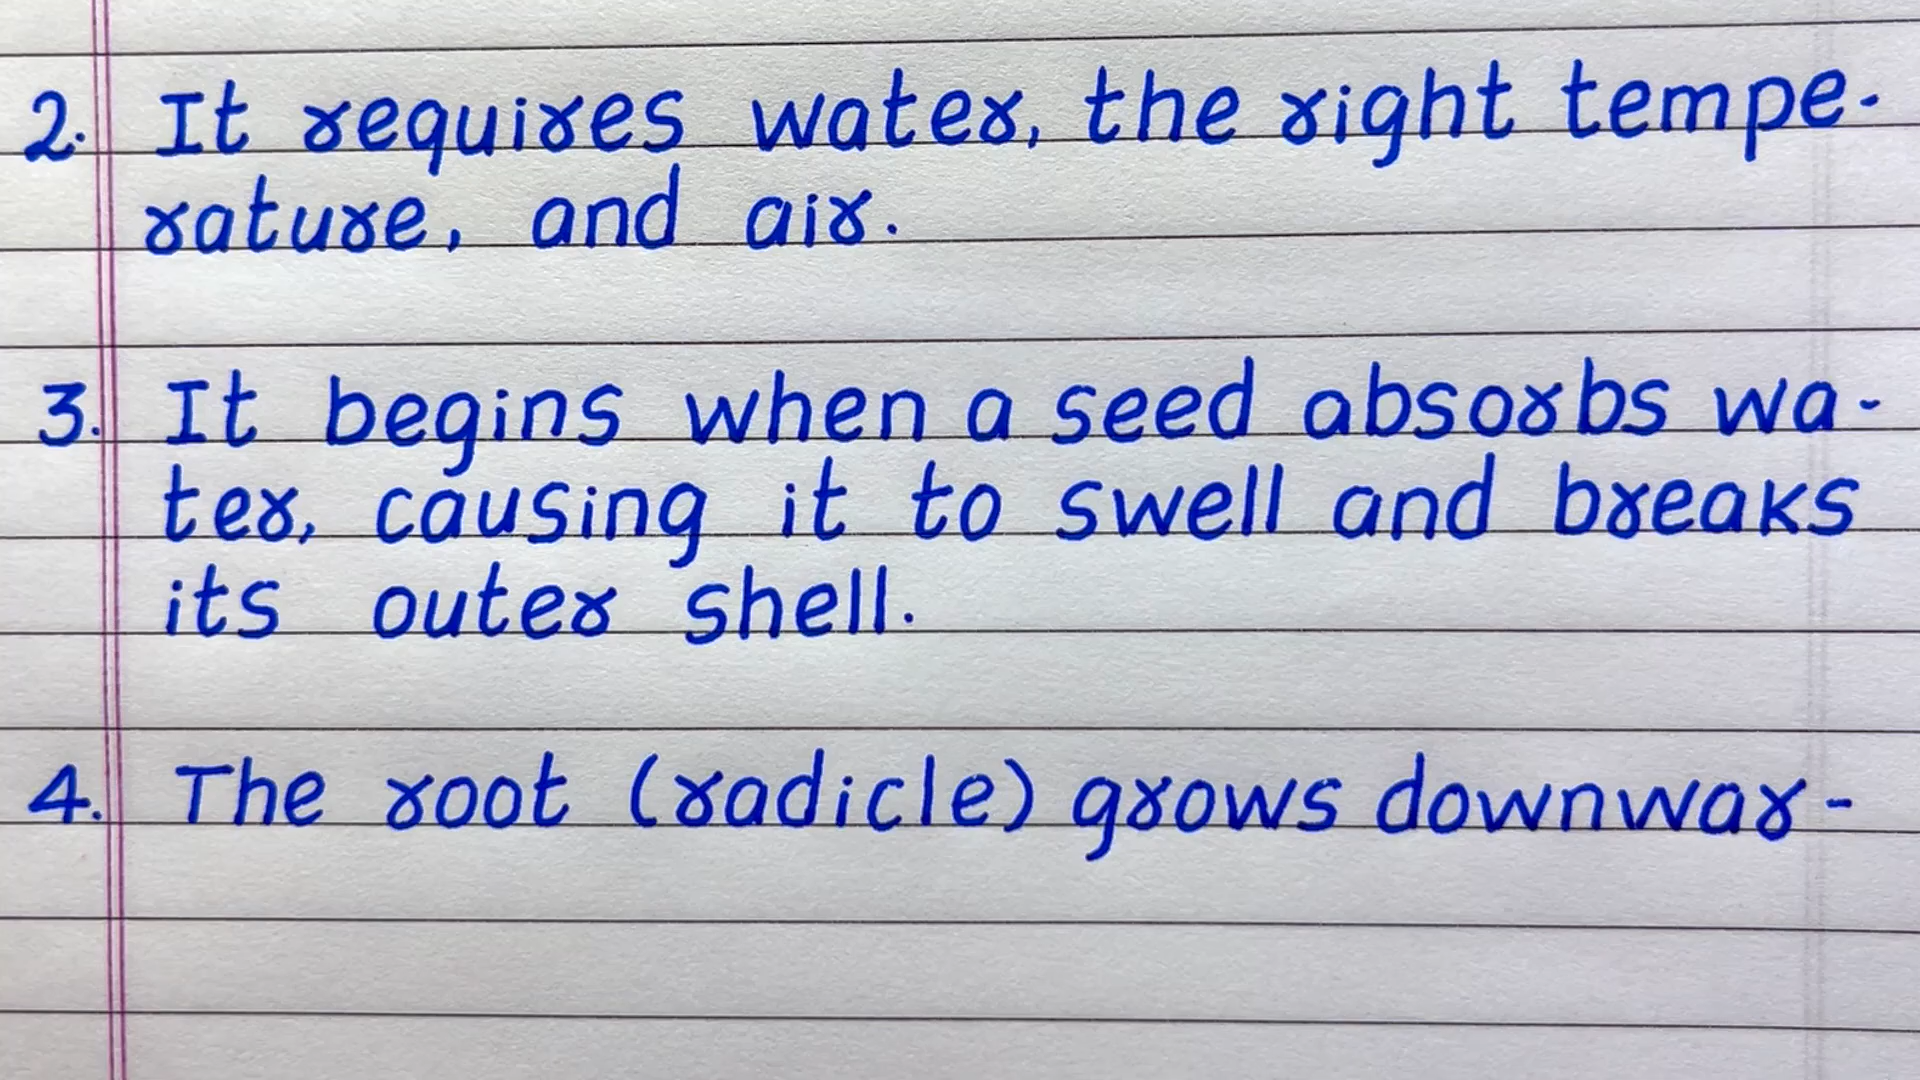 2. It requires water, the right tempe-
rature, and air.
3. It begins when a seed absorbs wa-
ter, causing it to swell and breaks
its outer shell.
4. The root (radicle) grows downwar-